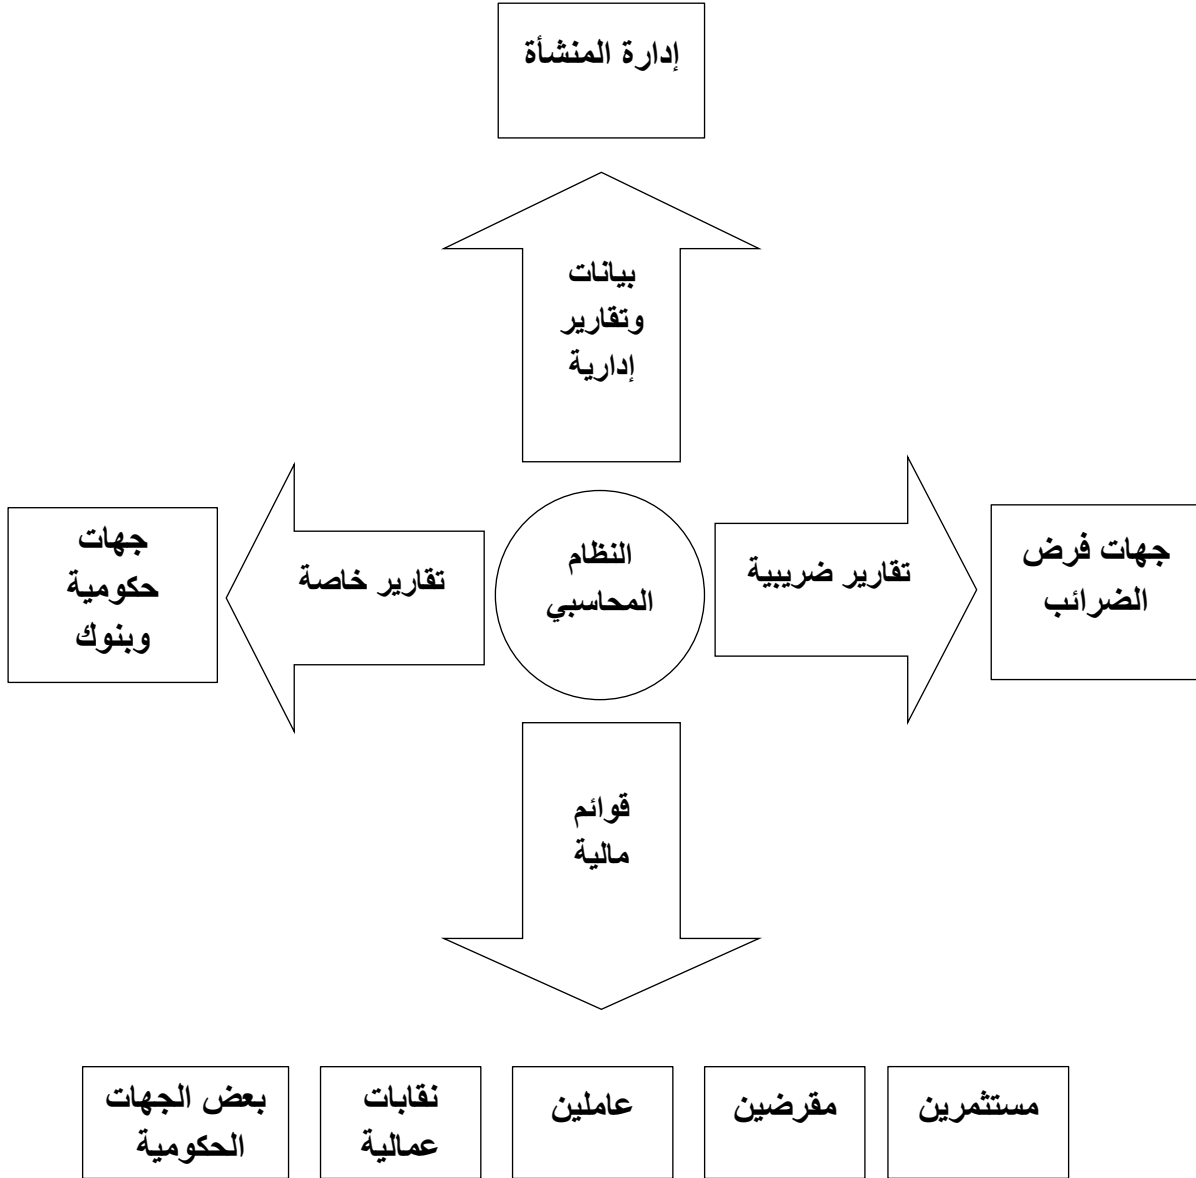 إدارة المنشأة
بيانات
وتقارير
إدارية
جهات فرض
الضرائب
تقارير ضريبية
النظام
المحاسبي
تقارير خاصة
جهات
حكومية
وبنوك
قوائم
مالية
مستثمرين
مقرضين
عاملين
نقابات
عمالية
بعض الجهات
الحكومية